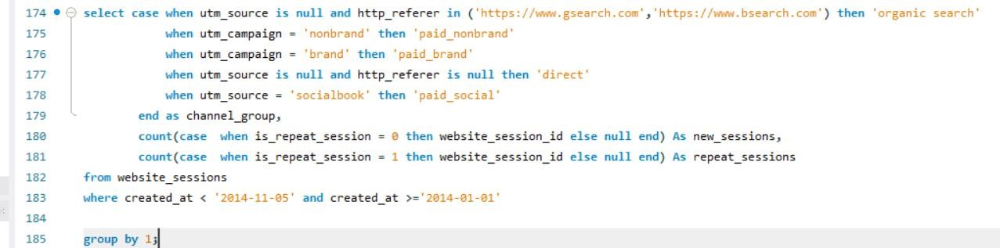 174 select case when utm_source is null and http_referer in ('https://www.gsearch.com','https://www.bsearch.com') then 'organic search'
175 when utm_campaign = 'nonbrand' then 'paid_nonbrand'
176 when utm_campaign = 'brand' then 'paid_brand'
177 when utm_source is null and http_referer is null then 'direct'
178 when utm_source = 'socialbook' then 'paid_social'
179 end as channel_group,
180 count(case  when is_repeat_session = 0 then website_session_id else null end) As new_sessions,
181 count(case  when is_repeat_session = 1 then website_session_id else null end) As repeat_sessions
182 from website_sessions
183 where created_at < '2014-11-05' and created_at >='2014-01-01'
184
185 group by 1;